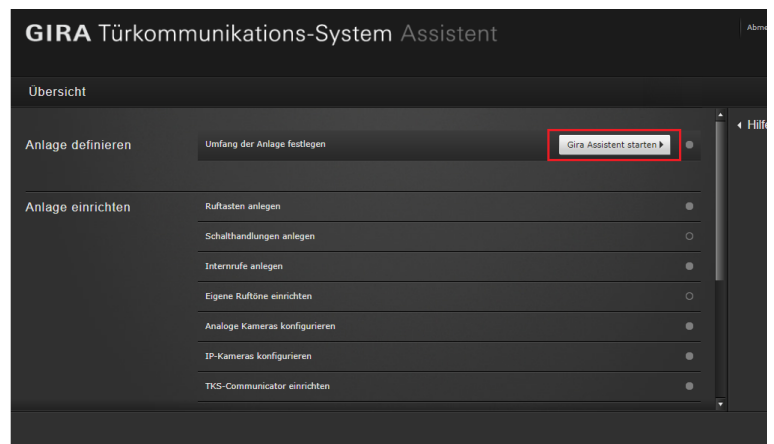 GIRA Türkommunikations-System Assistent
Übersicht
Anlage definieren
Umfang der Anlage festlegen
Gira Assistent starten
Anlage einrichten
Ruftasten anlegen
Schalthandlungen anlegen
Internrufe anlegen
Eigene Ruftöne einrichten
Analoge Kameras konfigurieren
IP-Kameras konfigurieren
TKS-Communicator einrichten